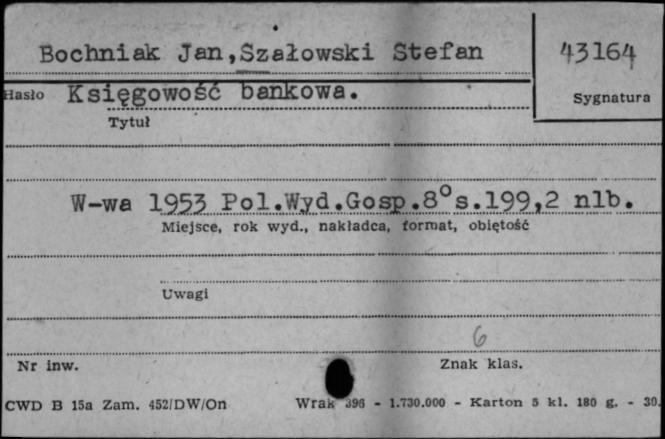 Bochniak Jan,Szałowski Stefan
43164
Hasło Księgowość bankowa.
Sygnatura
Tytuł
W-wa 1953 Pol.Wyd.Gosp.8°s.199,2 nlb.
Miejsce, rok wyd., nakładca, format, objętość
Uwagi
6
Nr inw.
Znak klas.
CWD B 15a Zam. 452/DW/On Wrak 396 - 1.730.000 - Karton 5 kl. 180 g. - 30.